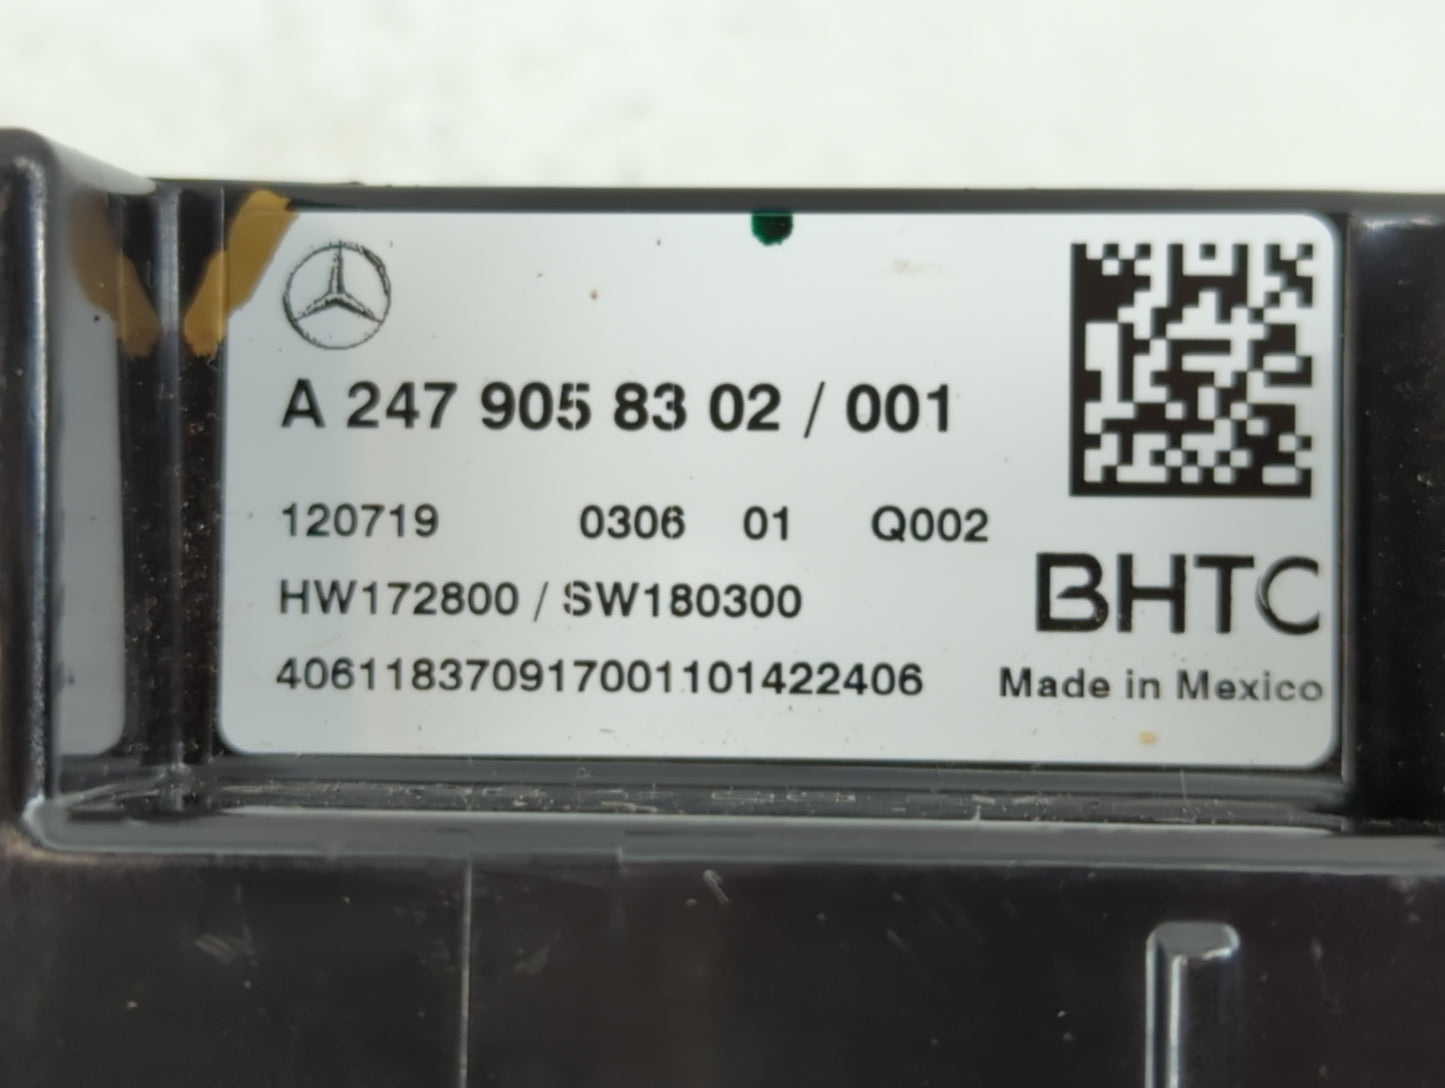 A 247 905 83 02 / 001
120719 0306 01 Q002
HW172800 / SW180300
406118370917001101422406
BHTC
Made in Mexico